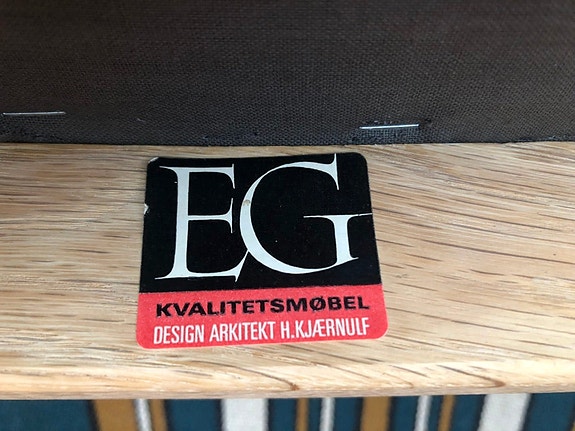 EG
KVALITETSMØBEL
DESIGN ARKITEKT H.KJÆRNULF